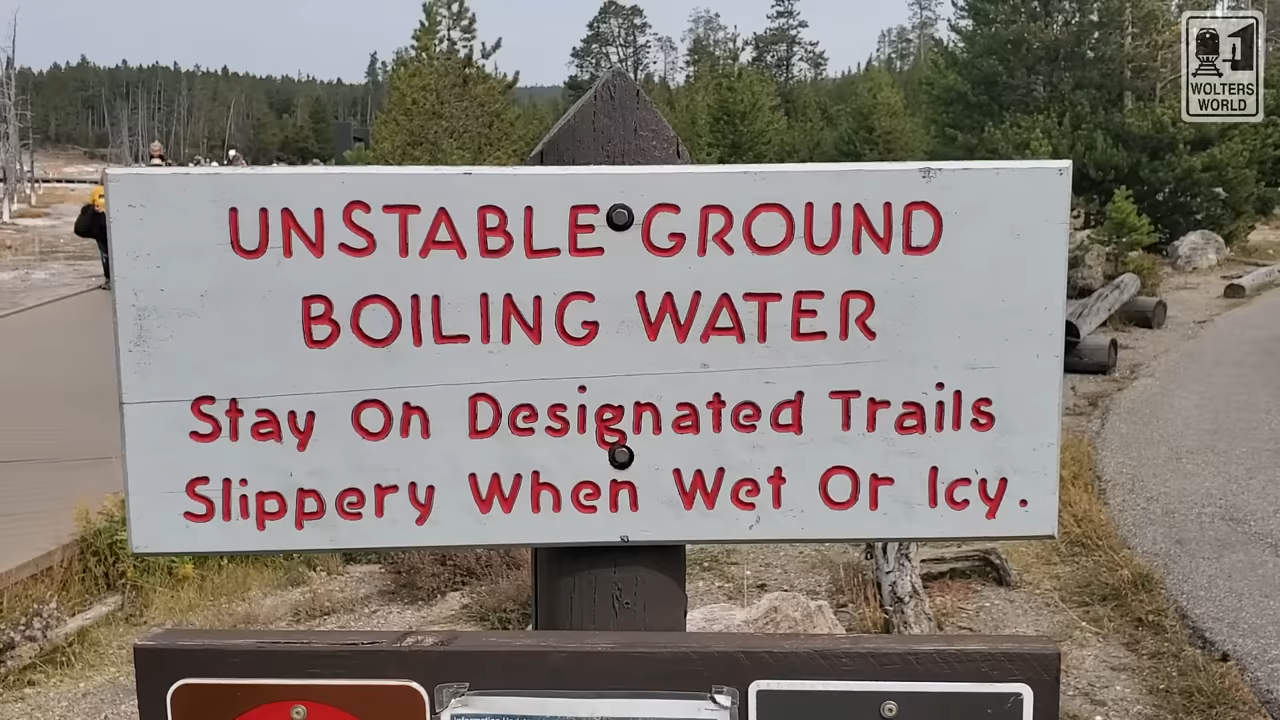 WOLTERS
WORLD
UNSTABLE GROUND
BOILING WATER
Stay On Designated Trails
Slippery When Wet Or Icy.